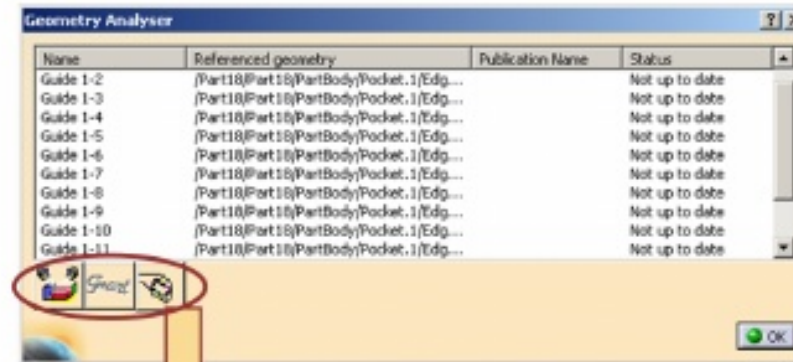 Geometry Analyser
Name Referenced geometry Publication Name Status
Guide 1-2 /Part18/Part18/PartBody/Pocket.1/Edg.... Not up to date
Guide 1-3 /Part18/Part18/PartBody/Pocket.1/Edg.... Not up to date
Guide 1-4 /Part18/Part18/PartBody/Pocket.1/Edg.... Not up to date
Guide 1-5 /Part18/Part18/PartBody/Pocket.1/Edg.... Not up to date
Guide 1-6 /Part18/Part18/PartBody/Pocket.1/Edg.... Not up to date
Guide 1-7 /Part18/Part18/PartBody/Pocket.1/Edg.... Not up to date
Guide 1-8 /Part18/Part18/PartBody/Pocket.1/Edg.... Not up to date
Guide 1-9 /Part18/Part18/PartBody/Pocket.1/Edg.... Not up to date
Guide 1-10 /Part18/Part18/PartBody/Pocket.1/Edg.... Not up to date
Guide 1-11 /Part18/Part18/PartBody/Pocket.1/Edg.... Not up to date
Smart
OK